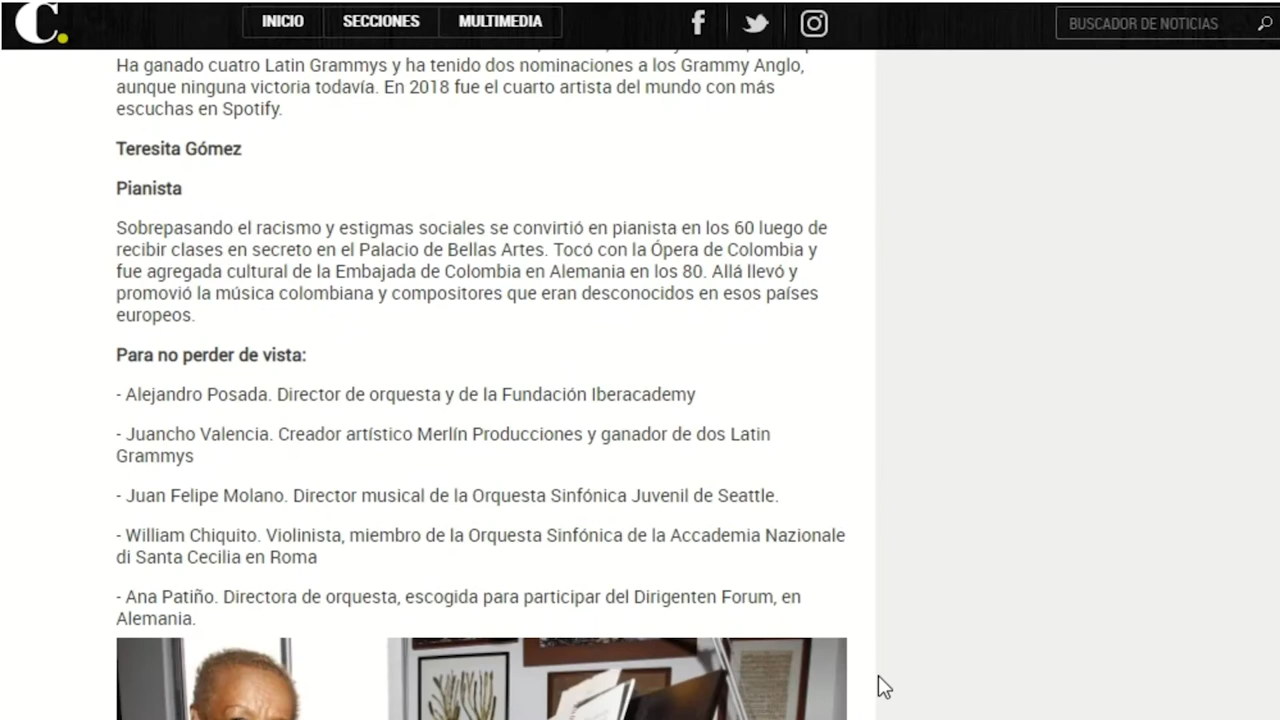 C.
INICIO
SECCIONES
MULTIMEDIA
BUSCADOR DE NOTICIAS
Ha ganado cuatro Latin Grammys y ha tenido dos nominaciones a los Grammy Anglo,
aunque ninguna victoria todavía. En 2018 fue el cuarto artista del mundo con más
escuchas en Spotify.
Teresita Gómez
Pianista
Sobrepasando el racismo y estigmas sociales se convirtió en pianista en los 60 luego de
recibir clases en secreto en el Palacio de Bellas Artes. Tocó con la Ópera de Colombia y
fue agregada cultural de la Embajada de Colombia en Alemania en los 80. Allá llevó y
promovió la música colombiana y compositores que eran desconocidos en esos países
europeos.
Para no perder de vista:
- Alejandro Posada. Director de orquesta y de la Fundación Iberacademy
- Juancho Valencia. Creador artístico Merlín Producciones y ganador de dos Latin
Grammys
- Juan Felipe Molano. Director musical de la Orquesta Sinfónica Juvenil de Seattle.
- William Chiquito. Violinista, miembro de la Orquesta Sinfónica de la Accademia Nazionale
di Santa Cecilia en Roma
- Ana Patiño. Directora de orquesta, escogida para participar del Dirigenten Forum, en
Alemania.